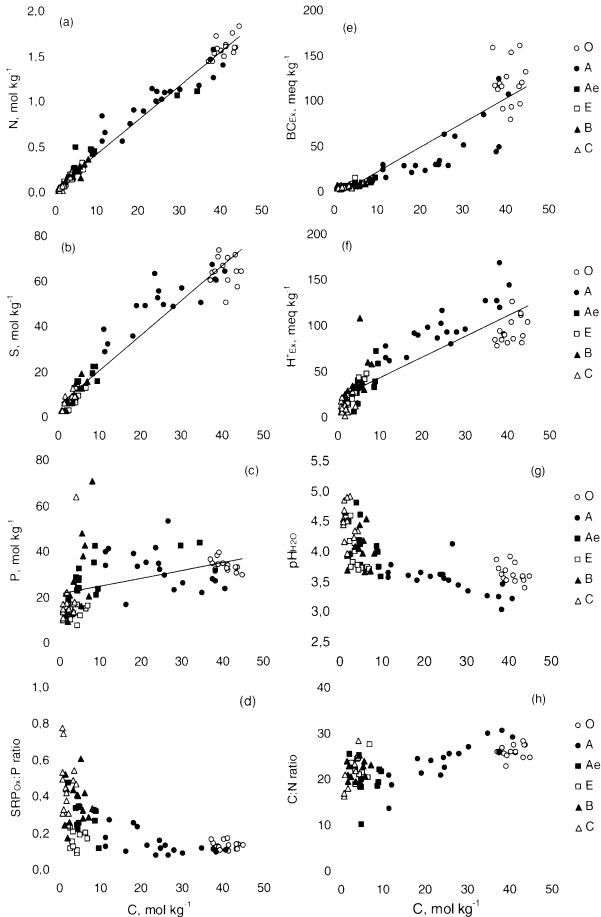 (a)
2,0
1,5
1,0
0,5
0,0
N, mol kg⁻¹
0 10 20 30 40 50
(e)
200
150
100
50
0
BC_Ex, meq kg⁻¹
0 10 20 30 40 50
O
A
Ae
E
B
C
(b)
80
60
40
20
0
S, mol kg⁻¹
0 10 20 30 40 50
(f)
200
150
100
50
0
H⁺_Ex, meq kg⁻¹
0 10 20 30 40 50
O
A
Ae
E
B
C
(c)
80
60
40
20
0
P, mol kg⁻¹
0 10 20 30 40 50
(g)
5,5
5,0
4,5
4,0
3,5
3,0
2,5
pH_H2O
0 10 20 30 40 50
O
A
Ae
E
B
C
(d)
1,0
0,8
0,6
0,4
0,2
0,0
SRP_Ox:P ratio
0 10 20 30 40 50
C, mol kg⁻¹
(h)
40
30
20
10
0
C:N ratio
0 10 20 30 40 50
C, mol kg⁻¹
O
A
Ae
E
B
C